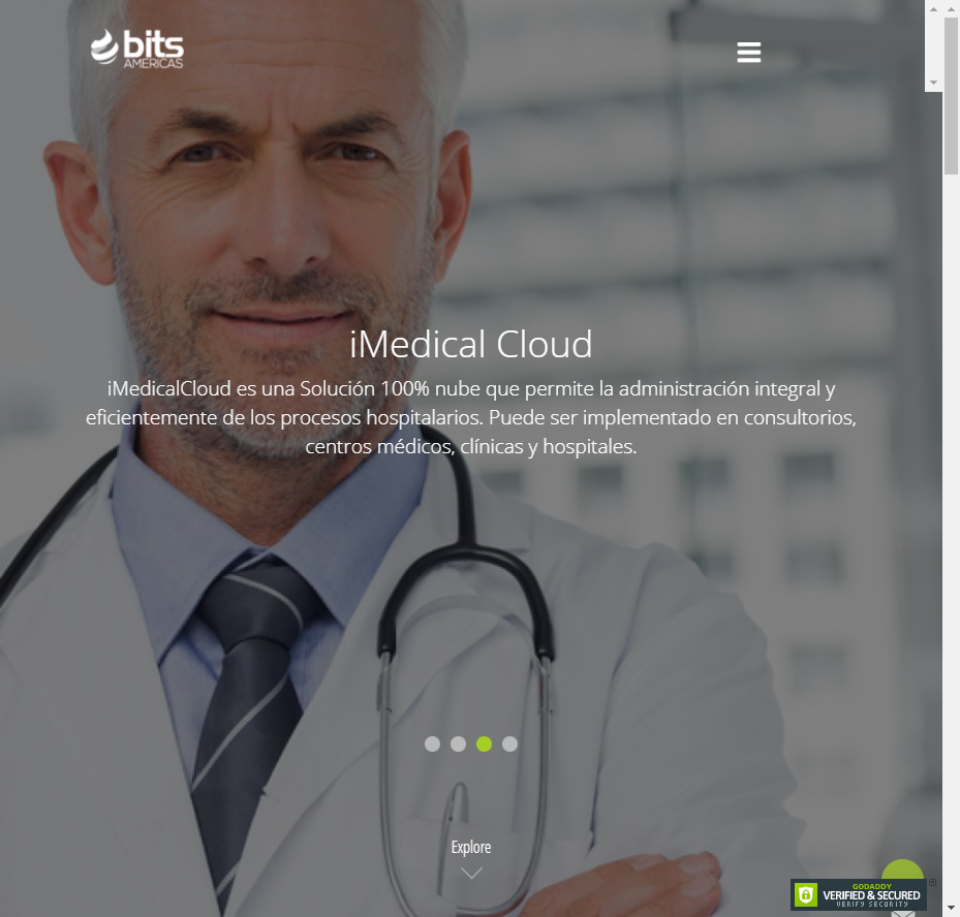 bits
AMERICAS
iMedical Cloud
iMedicalCloud es una Solución 100% nube que permite la administración integral y
eficientemente de los procesos hospitalarios. Puede ser implementado en consultorios,
centros médicos, clínicas y hospitales.
Explore
GODADDY
VERIFIED & SECURED
VERIFY SECURITY